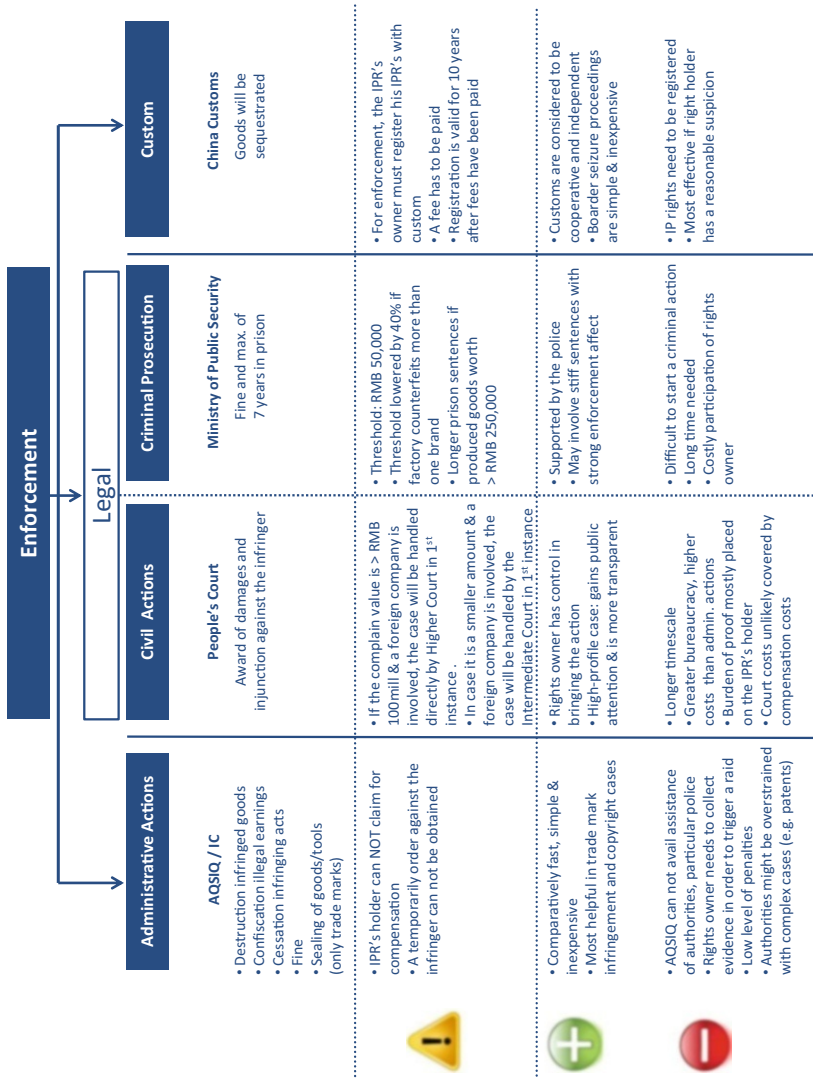 Enforcement
Legal
Administrative Actions
Civil Actions
Criminal Prosecution
Custom
AQSIQ / IC
• Destruction infringed goods
• Confiscation illegal earnings
• Cessation infringing acts
• Fine
• Sealing of goods/tools
(only trade marks)
People's Court
Award of damages and
injunction against the infringer
Ministry of Public Security
Fine and max. of
7 years in prison
China Customs
Goods will be
sequestrated
• IPR's holder can NOT claim for
compensation
• A temporarily order against the
infringer can not be obtained
• If the complain value is > RMB
100mill & a foreign company is
involved, the case will be handled
directly by Higher Court in 1st
instance .
• In case it is a smaller amount & a
foreign company is involved, the
case will be handled by the
Intermediate Court in 1st instance
• Threshold: RMB 50,000
• Threshold lowered by 40% if
factory counterfeits more than
one brand
• Longer prison sentences if
produced goods worth
> RMB 250,000
• For enforcement, the IPR's
owner must register his IPR's with
custom
• A fee has to be paid
• Registration is valid for 10 years
after fees have been paid
• Comparatively fast, simple &
inexpensive
• Most helpful in trade mark
infringement and copyright cases
• Rights owner has control in
bringing the action
• High-profile case: gains public
attention & is more transparent
• Supported by the police
• May involve stiff sentences with
strong enforcement affect
• Customs are considered to be
cooperative and independent
• Boarder seizure proceedings
are simple & inexpensive
• AQSIQ can not avail assistance
of authorities, particular police
• Rights owner needs to collect
evidence in order to trigger a raid
• Low level of penalties
• Authorities might be overstrained
with complex cases (e.g. patents)
• Longer timescale
• Greater bureaucracy, higher
costs than admin. actions
• Burden of proof mostly placed
on the IPR's holder
• Court costs unlikely covered by
compensation costs
• Difficult to start a criminal action
• Long time needed
• Costly participation of rights
owner
• IP rights need to be registered
• Most effective if right holder
has a reasonable suspicion